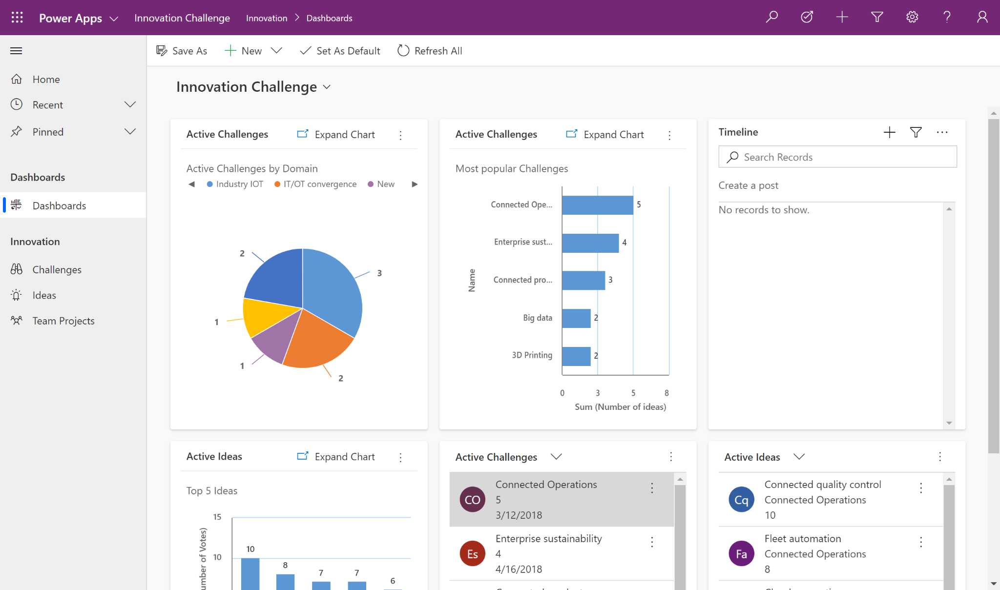 Power Apps
Innovation Challenge
Innovation
Dashboards
Save As
New
Set As Default
Refresh All
Home
Recent
Pinned
Dashboards
Dashboards
Innovation
Challenges
Ideas
Team Projects
Innovation Challenge
Active Challenges
Expand Chart
Active Challenges by Domain
Industry IOT
IT/OT convergence
New
2
3
1
1
2
Active Challenges
Expand Chart
Most popular Challenges
Name
Connected Ope...
5
Enterprise sust...
4
Connected pro...
3
Big data
2
3D Printing
2
0 3 5 8
Sum (Number of ideas)
Timeline
Search Records
Create a post
No records to show.
Active Ideas
Expand Chart
Top 5 Ideas
of Votes)
15
10
10
8
7
7
6
Active Challenges
CO
Connected Operations
5
3/12/2018
Es
Enterprise sustainability
4
4/16/2018
Active Ideas
Cq
Connected quality control
Connected Operations
10
Fa
Fleet automation
Connected Operations
8